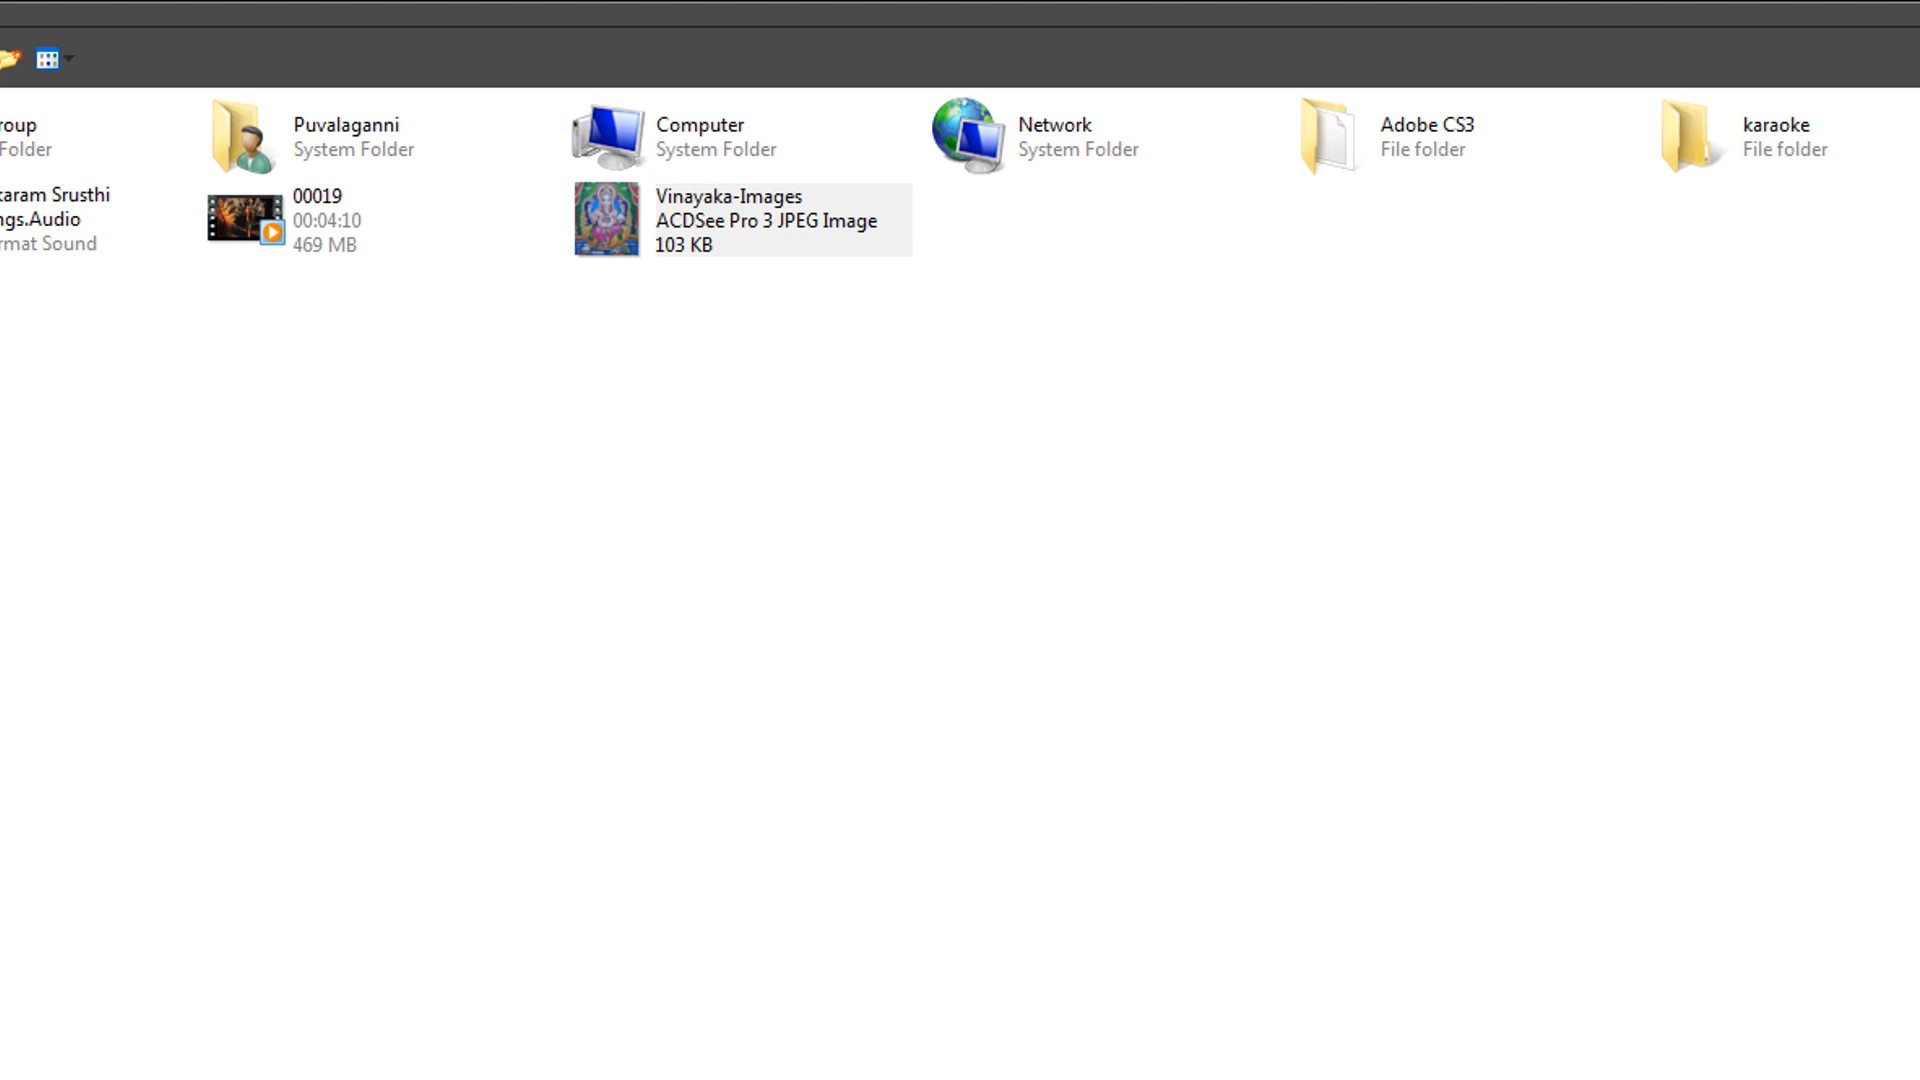 roup
Folder
Puvalaganni
System Folder
Computer
System Folder
Network
System Folder
Adobe CS3
File folder
karaoke
File folder
karam Srusthi
ngs.Audio
rmat Sound
00019
00:04:10
469 MB
Vinayaka-Images
ACDSee Pro 3 JPEG Image
103 KB